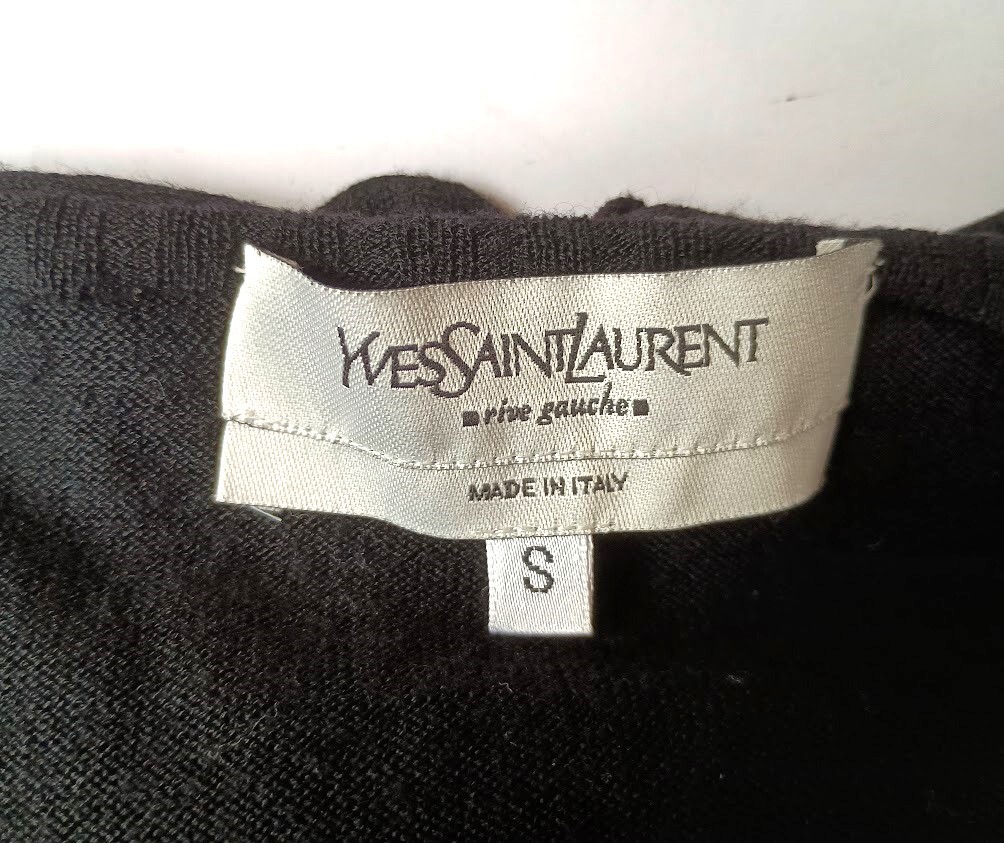 YVESSAINTLAURENT
rive gauche
MADE IN ITALY
S